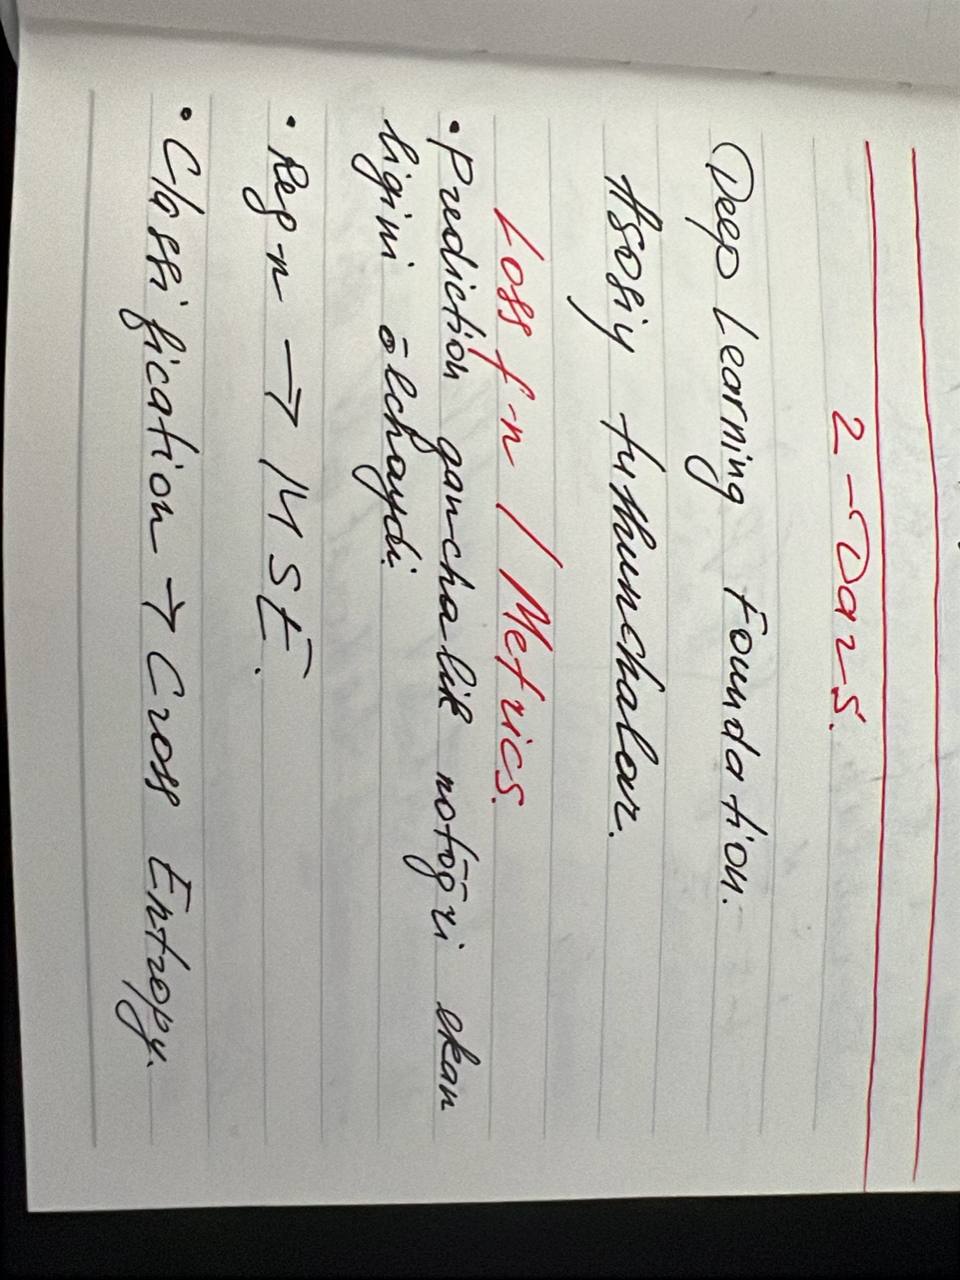 2-Dars.
Deep Learning Foundation.
Asosiy tushunchalar.
Loss f-n / Metrics.
• Prediction qanchalik notōḡri ekan
ligini ōlchaydi.
• Reg-n → MSE.
• Classification → Cross Entropy.